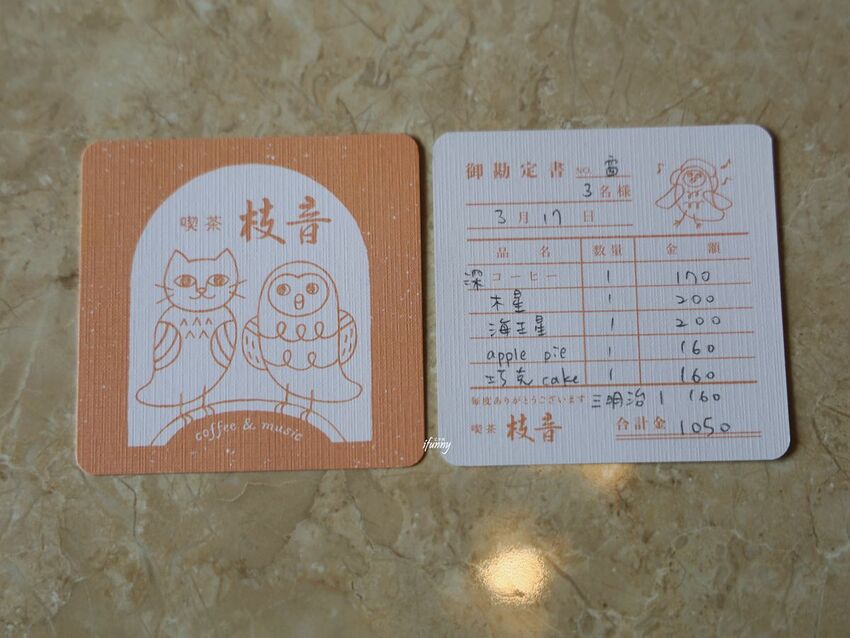 喫茶 枝音
coffee & music
ifunny
御勘定書 NO. 雷
3名様
3月17日
品名 数量 金額
深コーヒー 1 170
木星 1 200
海王星 1 200
apple pie 1 160
巧克cake 1 160
毎度ありがとうございます 三明治 1 160
喫茶 枝音 合計金 1050